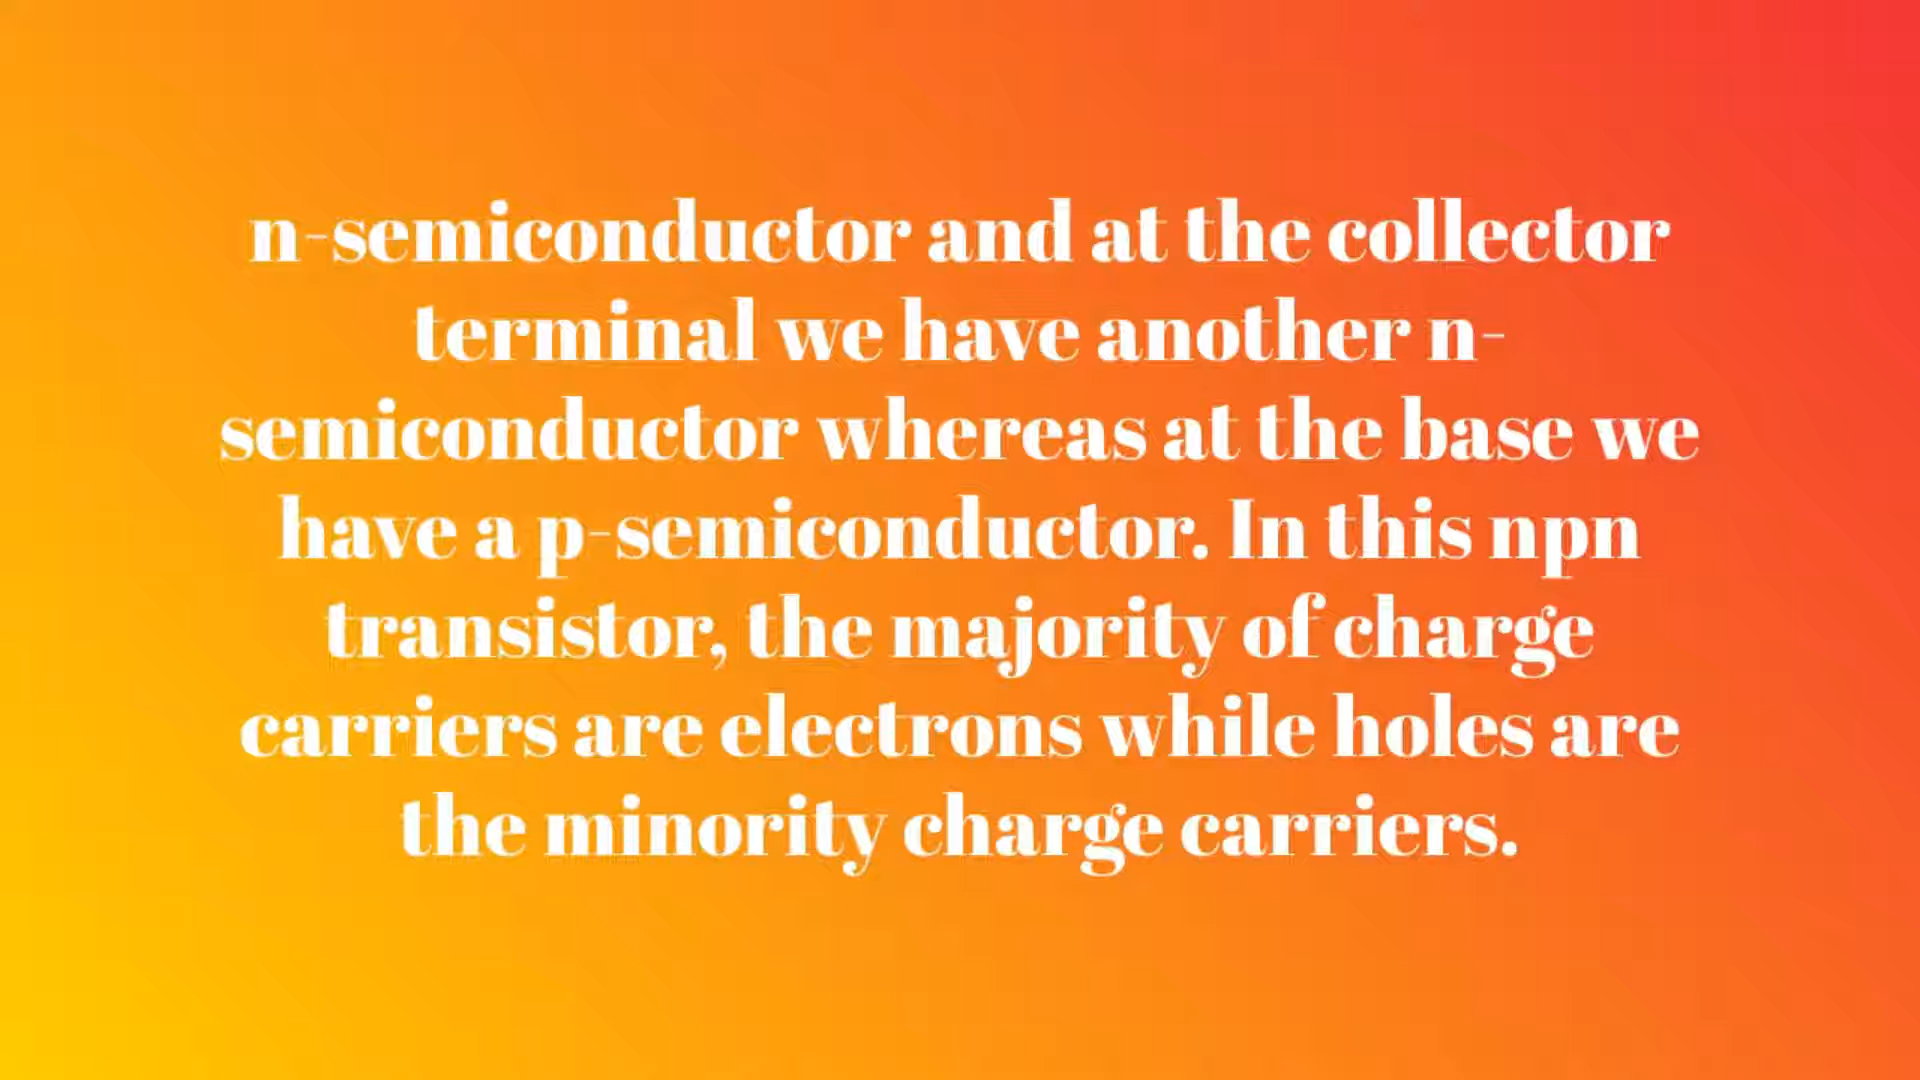 n-semiconductor and at the collector
terminal we have another n-
semiconductor whereas at the base we
have a p-semiconductor. In this npn
transistor, the majority of charge
carriers are electrons while holes are
the minority charge carriers.